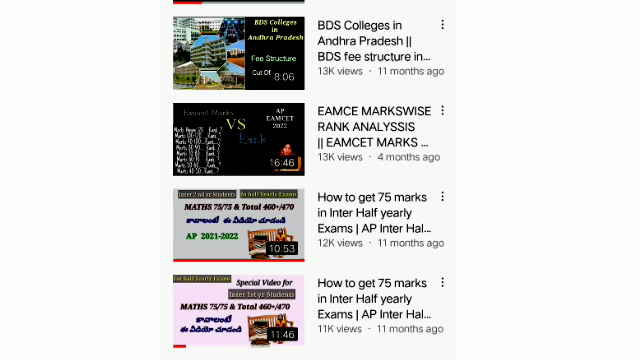 BDS Colleges
in
Andhra Pradesh
Fee Structure
Cut Of
8:06
BDS Colleges in
Andhra Pradesh ||
BDS fee structure in...
13K views · 11 months ago
Eamcet Marks
VS
Rank
AP
EAMCET
2022
16:46
EAMCE MARKSWISE
RANK ANALYSSIS
|| EAMCET MARKS ...
13K views · 4 months ago
Inter 2 nd yr Students
In half Yearly Exams
MATHS 75/75 & Total 460+/470
కావాలంటే ఈ వీడియో చూడండి
AP 2021-2022
10:53
How to get 75 marks
in Inter Half yearly
Exams | AP Inter Hal...
12K views · 11 months ago
For half Yearly Exams
Special Video for
Inter 1st yr Students
MATHS 75/75 & Total 460+/470
కావాలంటే
ఈ వీడియో చూడండి
11:46
How to get 75 marks
in Inter Half yearly
Exams | AP Inter Hal...
11K views · 11 months ago